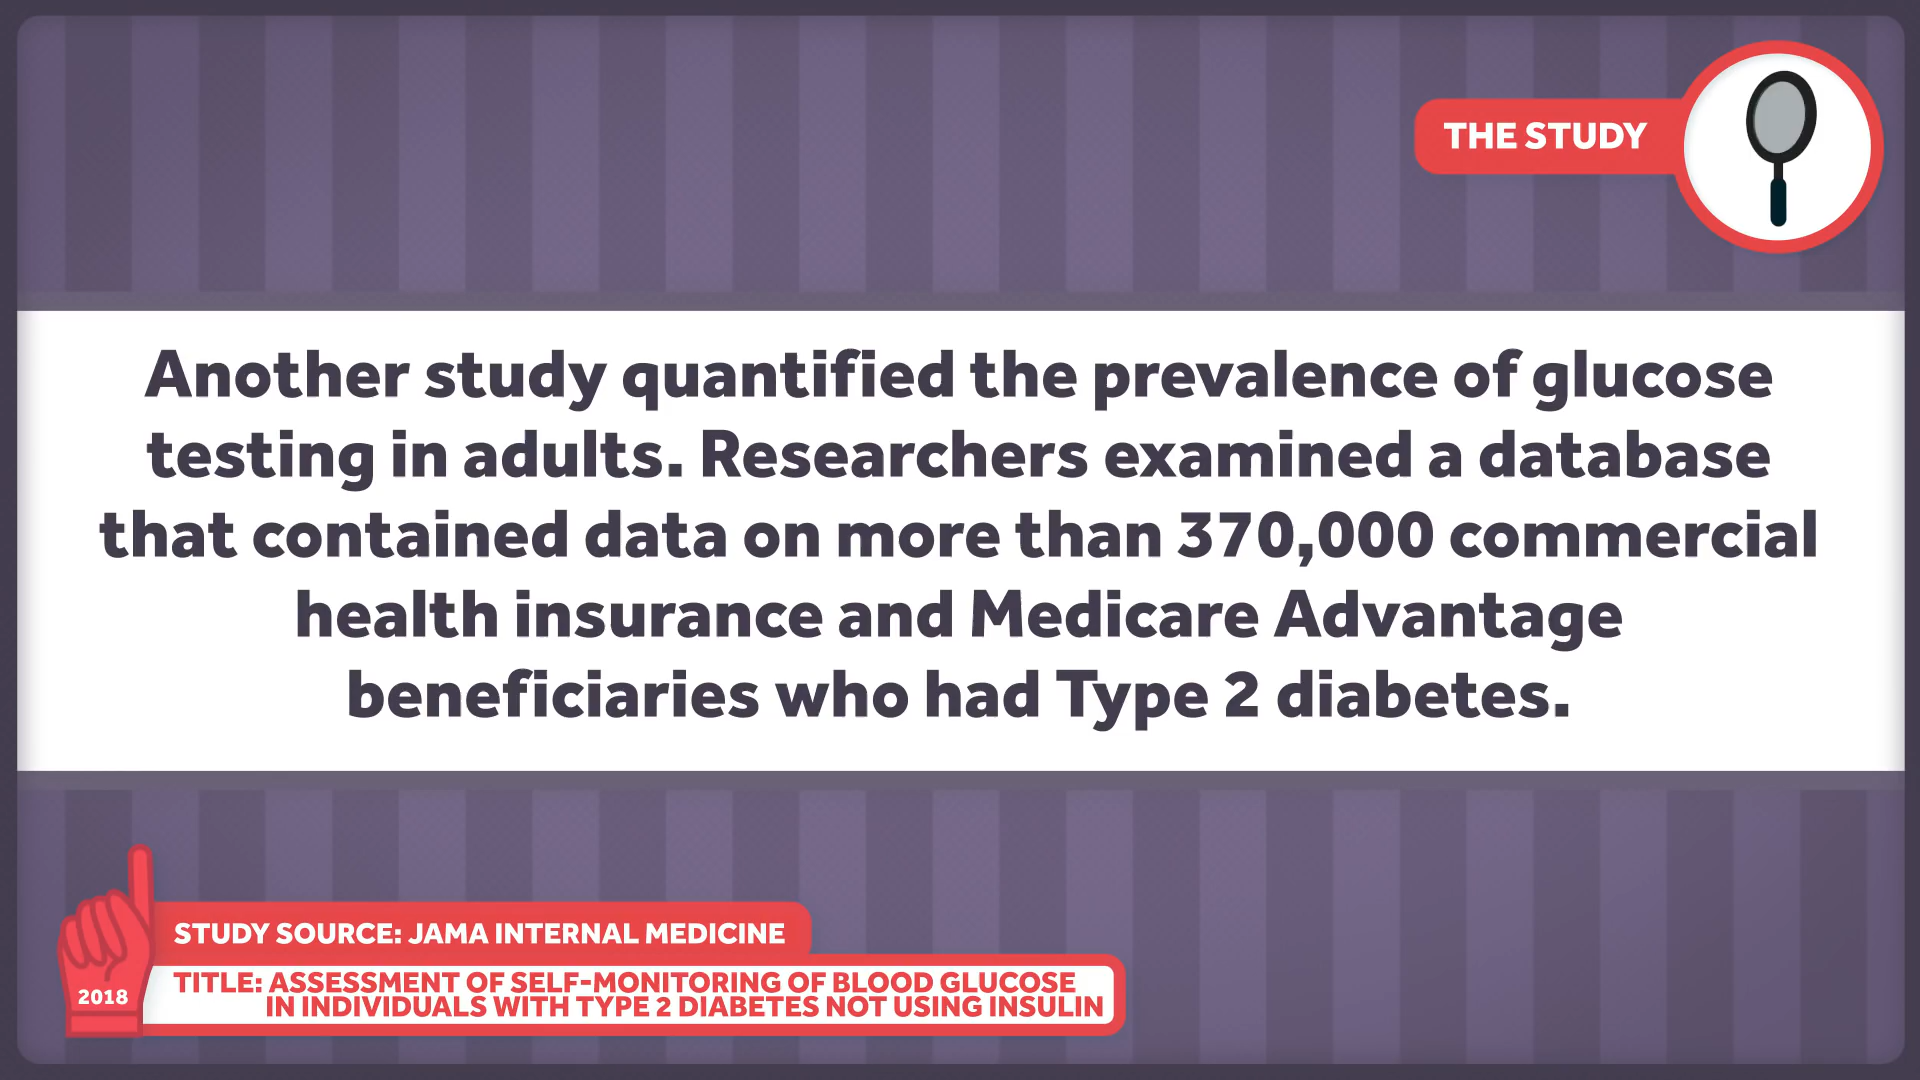 THE STUDY
Another study quantified the prevalence of glucose
testing in adults. Researchers examined a database
that contained data on more than 370,000 commercial
health insurance and Medicare Advantage
beneficiaries who had Type 2 diabetes.
STUDY SOURCE: JAMA INTERNAL MEDICINE
TITLE: ASSESSMENT OF SELF-MONITORING OF BLOOD GLUCOSE
IN INDIVIDUALS WITH TYPE 2 DIABETES NOT USING INSULIN
2018